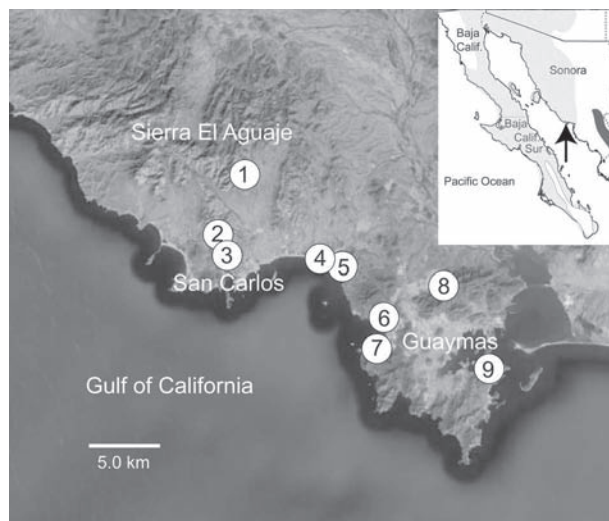 Baja
Calif.
Sonora
Baja
Calif.
Sur
Pacific Ocean
Sierra El Aguaje
1
2
3
San Carlos
4
5
8
6
Guaymas
7
9
Gulf of California
5.0 km